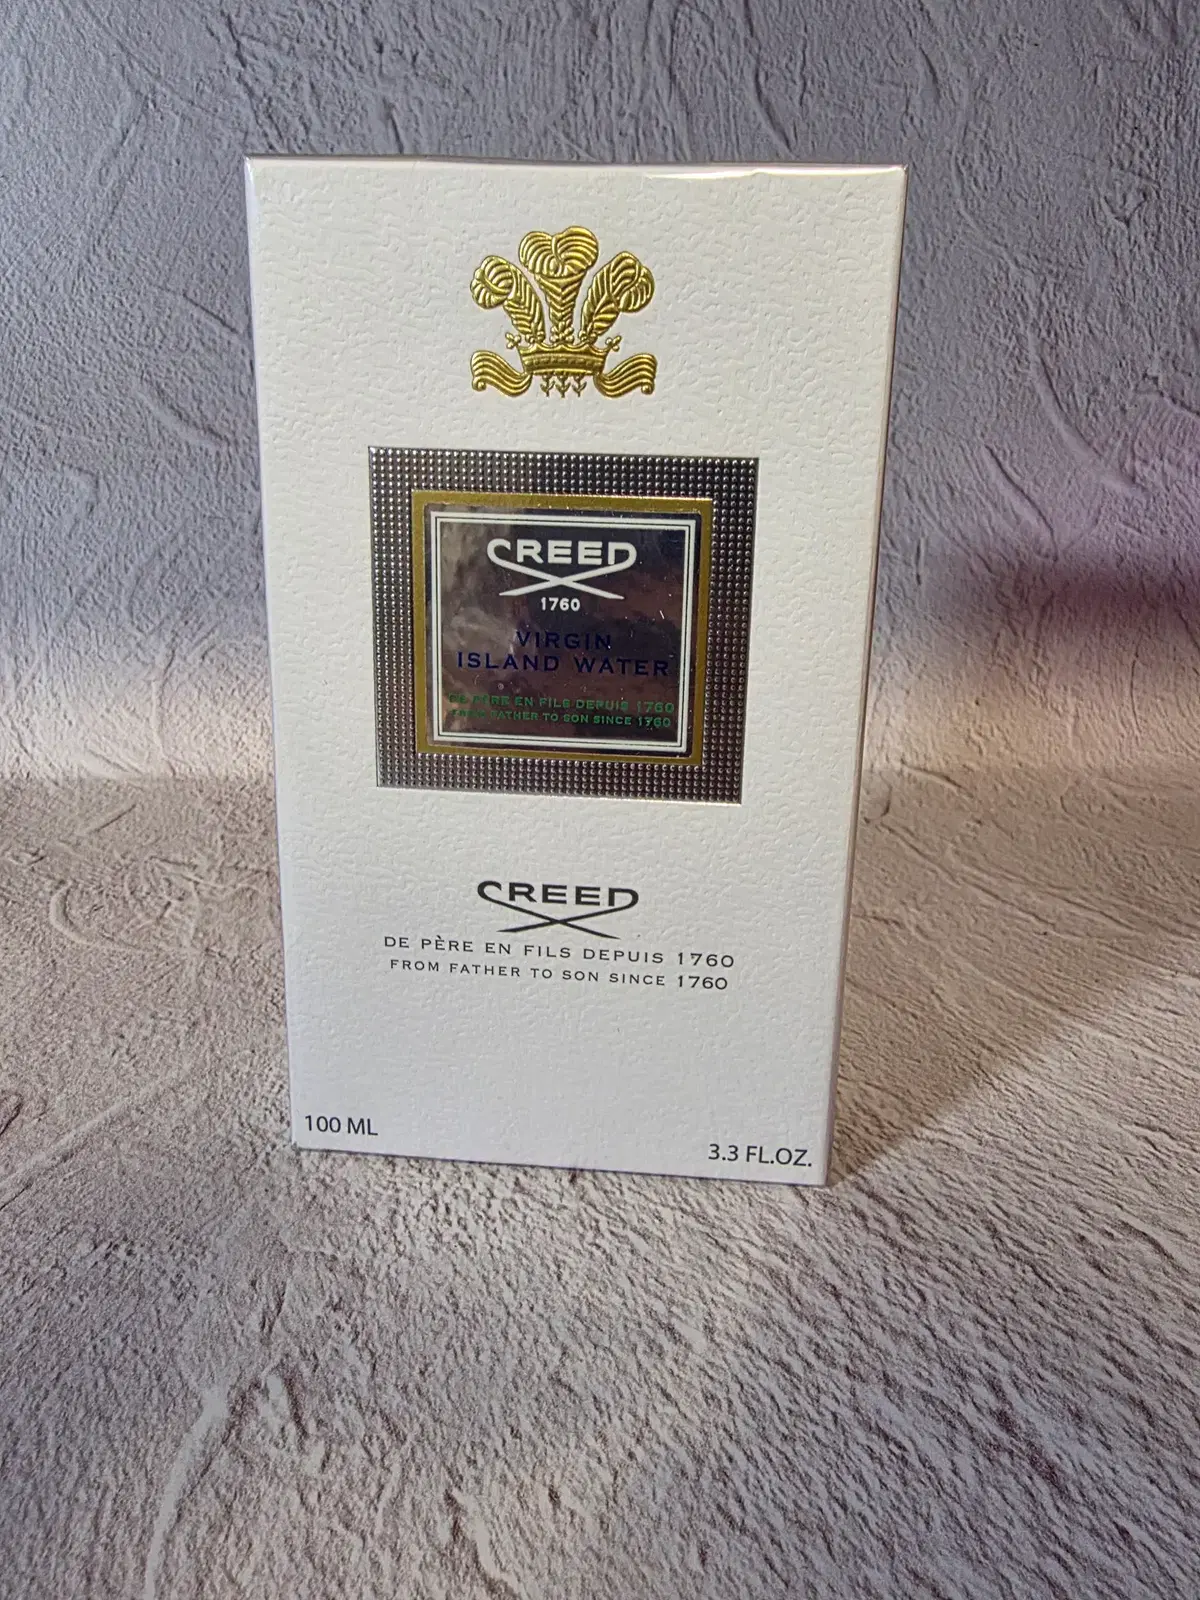 CREED
1760
VIRGIN
ISLAND WATER
DE PÈRE EN FILS DEPUIS 1760
FROM FATHER TO SON SINCE 1760
CREED
DE PÈRE EN FILS DEPUIS 1760
FROM FATHER TO SON SINCE 1760
100 ML
3.3 FL.OZ.